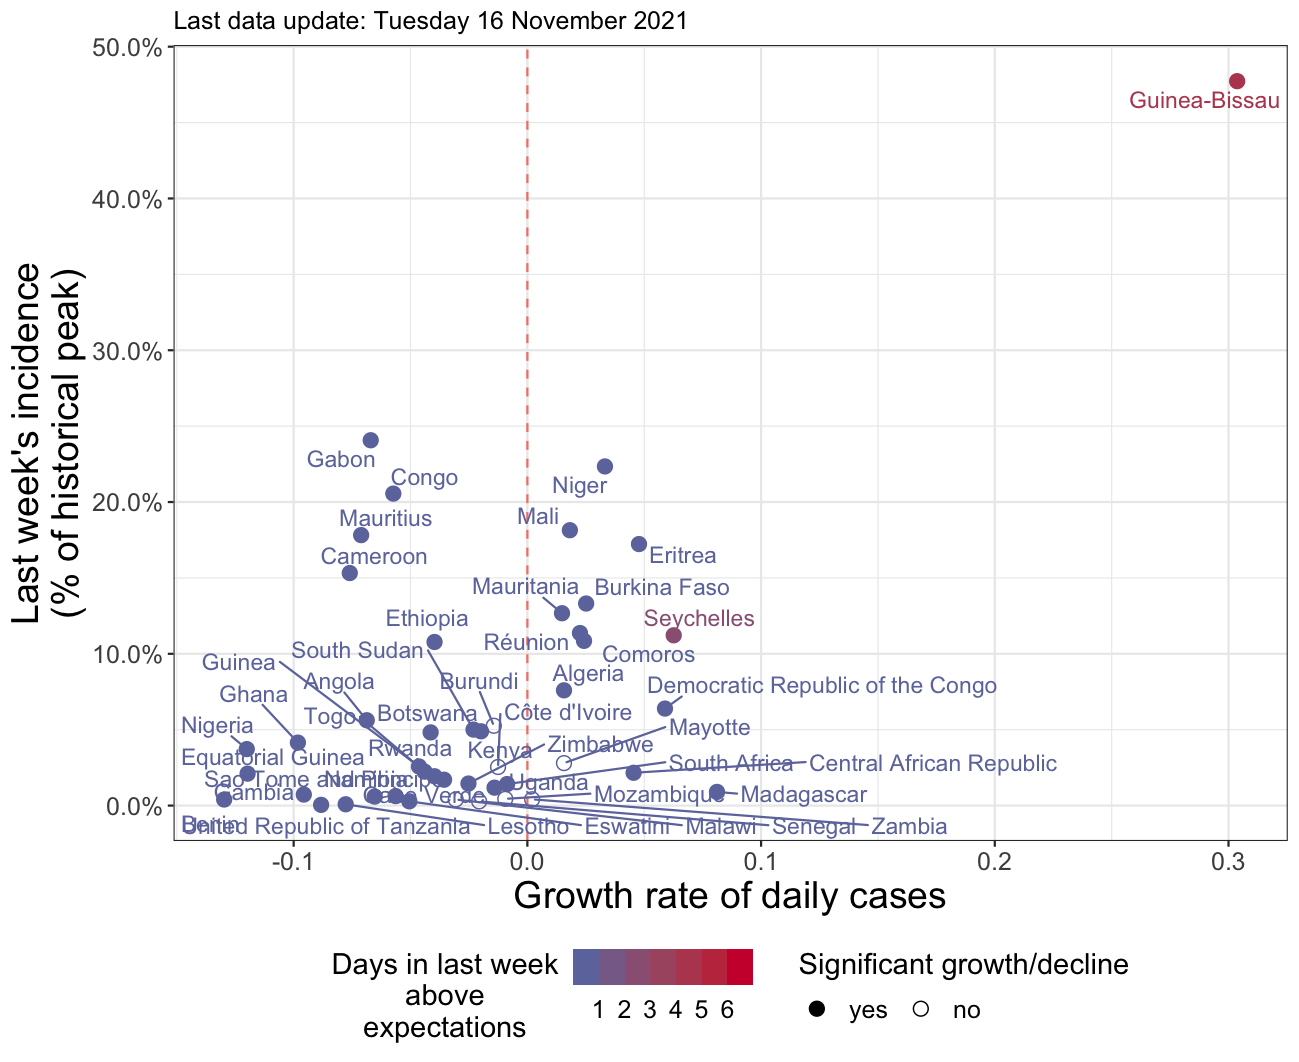 Last data update: Tuesday 16 November 2021
50.0%
40.0%
30.0%
20.0%
10.0%
0.0%
Last week's incidence
(% of historical peak)
Guinea-Bissau
Gabon
Congo
Niger
Mauritius
Mali
Cameroon
Eritrea
Mauritania
Burkina Faso
Ethiopia
Seychelles
South Sudan
Réunion
Comoros
Guinea
Algeria
Angola
Burundi
Democratic Republic of the Congo
Ghana
Togo
Botswana
Côte d'Ivoire
Nigeria
Mayotte
Rwanda
Kenya
Zimbabwe
Equatorial Guinea
South Africa
Central African Republic
Sao Tome and Principe
Namibia
Uganda
Gambia
Verde
Mozambique
Madagascar
Benin
United Republic of Tanzania
Lesotho
Eswatini
Malawi
Senegal
Zambia
-0.1
0.0
0.1
0.2
0.3
Growth rate of daily cases
Days in last week
above
expectations
1 2 3 4 5 6
Significant growth/decline
yes
no